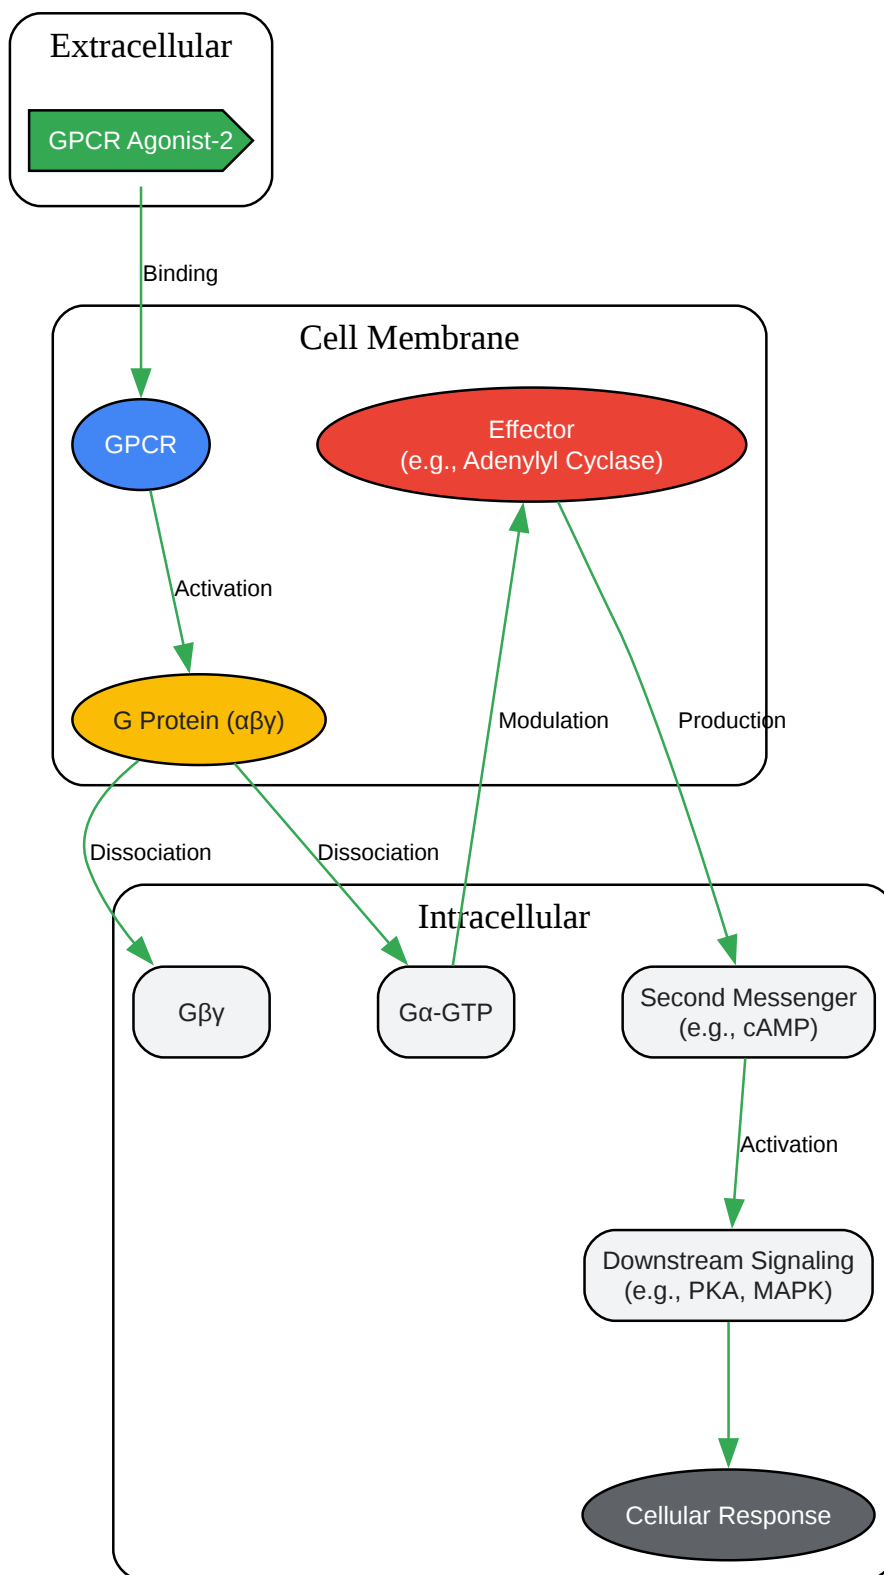 Extracellular
GPCR Agonist-2
Binding
Cell Membrane
GPCR
Effector
(e.g., Adenylyl Cyclase)
Activation
G Protein (αβγ)
Modulation
Production
Dissociation
Dissociation
Intracellular
Gβγ
Gα-GTP
Second Messenger
(e.g., cAMP)
Activation
Downstream Signaling
(e.g., PKA, MAPK)
Cellular Response